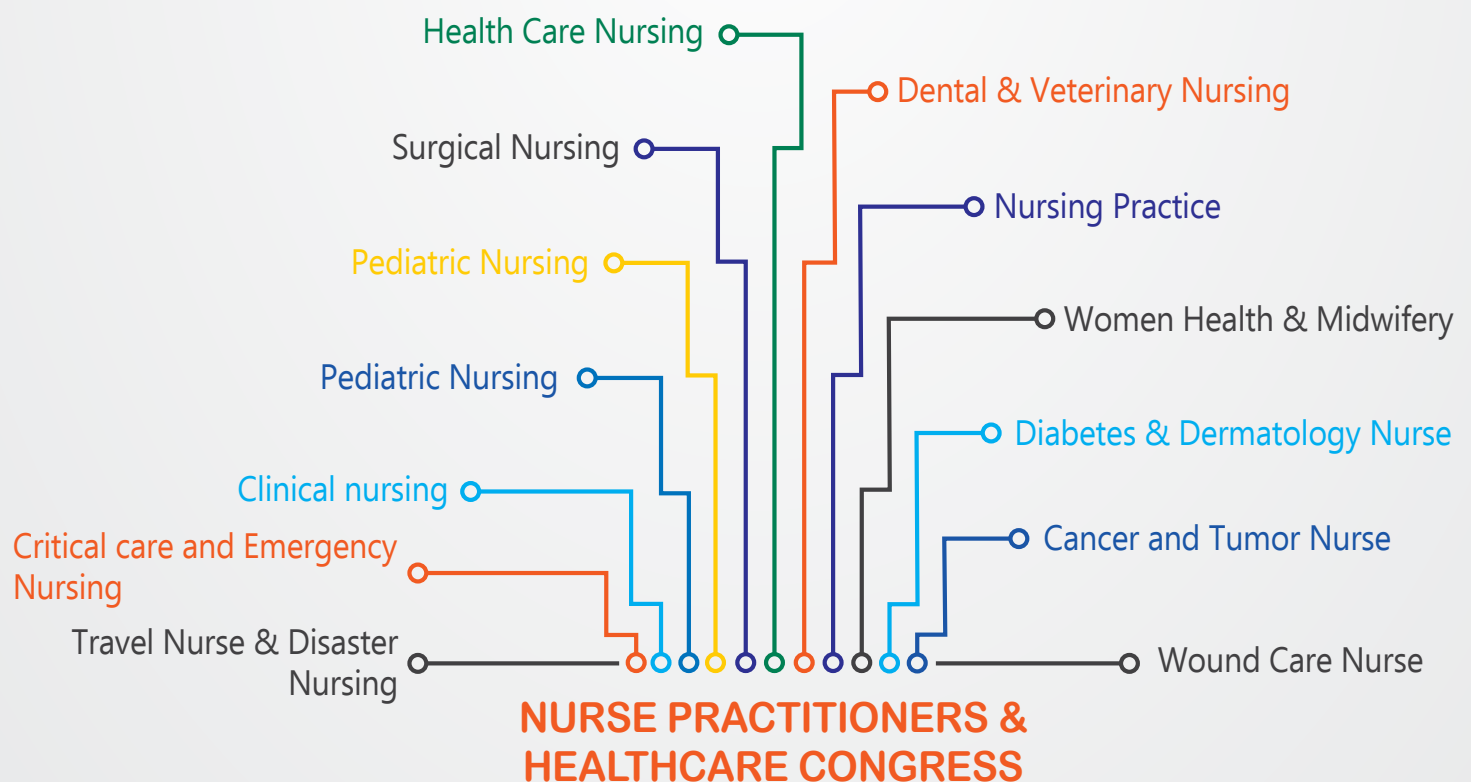 Health Care Nursing
Dental & Veterinary Nursing
Surgical Nursing
Nursing Practice
Pediatric Nursing
Women Health & Midwifery
Pediatric Nursing
Diabetes & Dermatology Nurse
Clinical nursing
Critical care and Emergency
Nursing
Cancer and Tumor Nurse
Travel Nurse & Disaster
Nursing
Wound Care Nurse
NURSE PRACTITIONERS &
HEALTHCARE CONGRESS